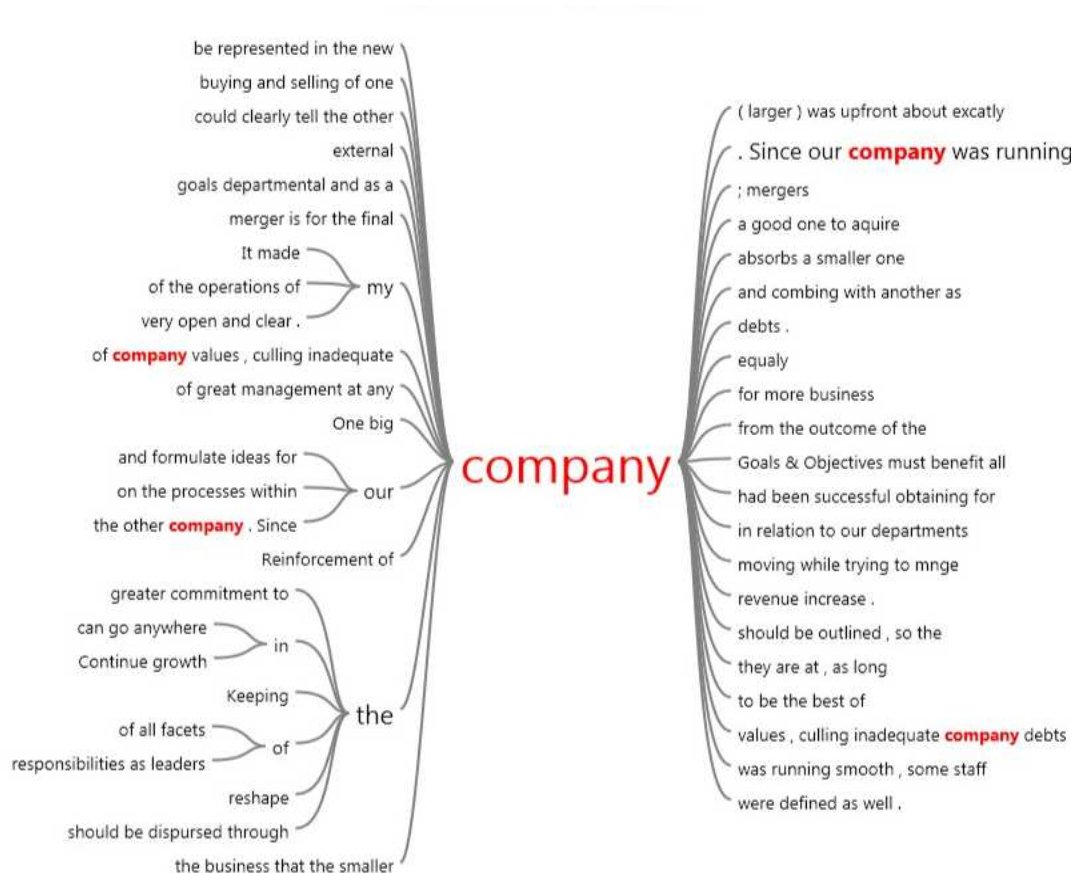 be represented in the new
buying and selling of one
could clearly tell the other
external
goals departmental and as a
merger is for the final
It made
of the operations of
very open and clear .
my
of company values , culling inadequate
of great management at any
One big
and formulate ideas for
on the processes within
the other company . Since
our
Reinforcement of
greater commitment to
can go anywhere
Continue growth
in
Keeping
of all facets
responsibilities as leaders
of
reshape
should be dispursed through
the
the business that the smaller
company
( larger ) was upfront about excatly
. Since our company was running
; mergers
a good one to aquire
absorbs a smaller one
and combing with another as
debts .
equaly
for more business
from the outcome of the
Goals & Objectives must benefit all
had been successful obtaining for
in relation to our departments
moving while trying to mnge
revenue increase .
should be outlined , so the
they are at , as long
to be the best of
values , culling inadequate company debts
was running smooth , some staff
were defined as well .